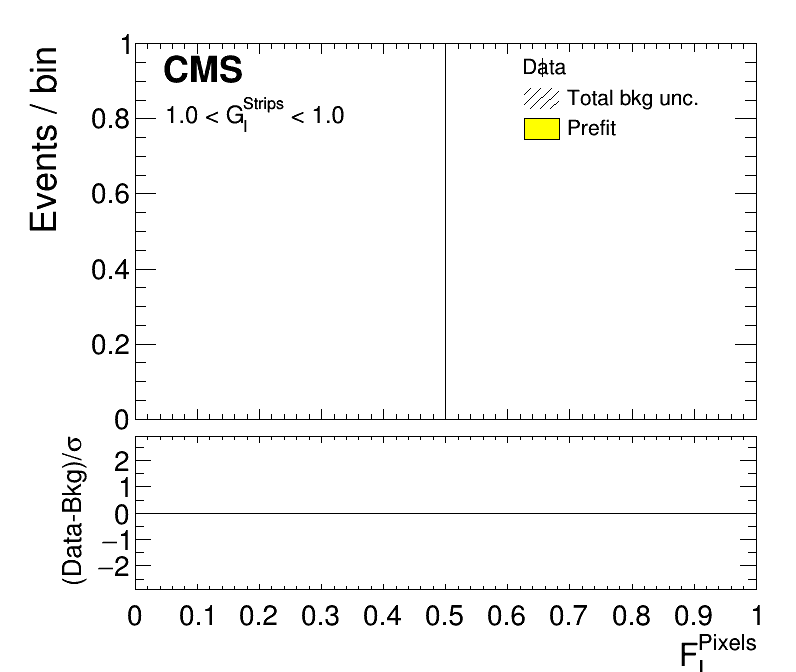 Events / bin
1
0.8
0.6
0.4
0.2
0
CMS
1.0 < G_I^Strips < 1.0
Data
Total bkg unc.
Prefit
(Data-Bkg)/σ
2
1
0
−1
−2
0 0.1 0.2 0.3 0.4 0.5 0.6 0.7 0.8 0.9 1
F_I^Pixels